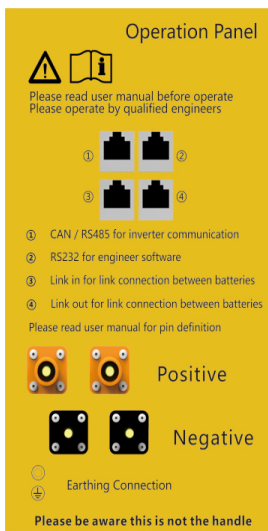 Operation Panel
Please read user manual before operate
Please operate by qualified engineers
① ②
③ ④
① CAN / RS485 for inverter communication
② RS232 for engineer software
③ Link in for link connection between batteries
④ Link out for link connection between batteries
Please read user manual for pin definition
Positive
Negative
Earthing Connection
Please be aware this is not the handle